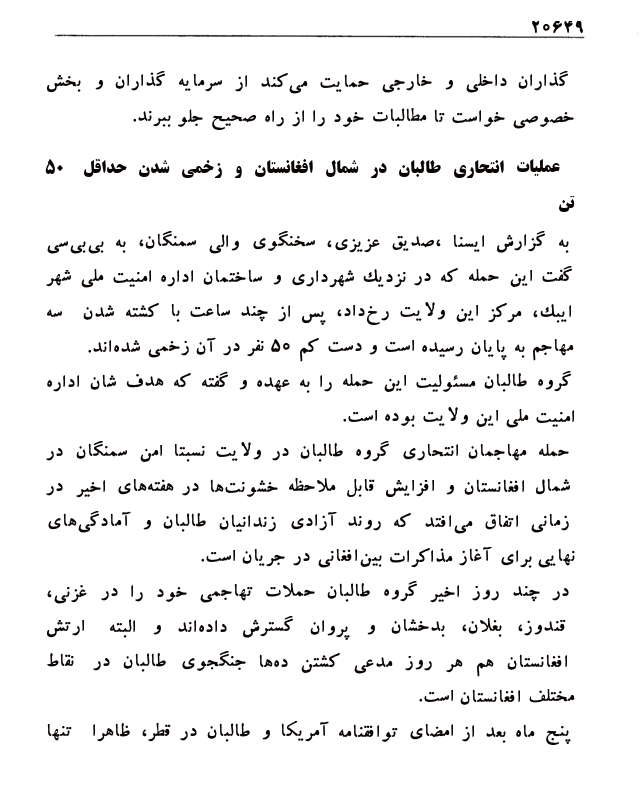 ۲۰۶۴۹
گذاران داخلی و خارجی حمایت می‌کند از سرمایه گذاران و بخش
خصوصی خواست تا مطالبات خود را از راه صحیح جلو ببرند.
عملیات انتحاری طالبان در شمال افغانستان و زخمی شدن حداقل ۵۰
تن
به گزارش ایسنا ،صدیق عزیزی، سخنگوی والی سمنگان، به بی‌بی‌سی
گفت این حمله که در نزدیك شهرداری و ساختمان اداره امنیت ملی شهر
ایبك، مرکز این ولایت رخ‌داد، پس از چند ساعت با کشته شدن سه
مهاجم به پایان رسیده است و دست کم ۵۰ نفر در آن زخمی شده‌اند.
گروه طالبان مسئولیت این حمله را به عهده و گفته که هدف شان اداره
امنیت ملی این ولایت بوده است.
حمله مهاجمان انتحاری گروه طالبان در ولایت نسبتا امن سمنگان در
شمال افغانستان و افزایش قابل ملاحظه خشونت‌ها در هفته‌های اخیر در
زمانی اتفاق می‌افتد که روند آزادی زندانیان طالبان و آمادگی‌های
نهایی برای آغاز مذاکرات بین‌افغانی در جریان است.
در چند روز اخیر گروه طالبان حملات تهاجمی خود را در غزنی،
قندوز، بغلان، بدخشان و پروان گسترش داده‌اند و البته ارتش
افغانستان هم هر روز مدعی کشتن ده‌ها جنگجوی طالبان در نقاط
مختلف افغانستان است.
پنج ماه بعد از امضای توافقنامه آمریکا و طالبان در قطر، ظاهرا تنها